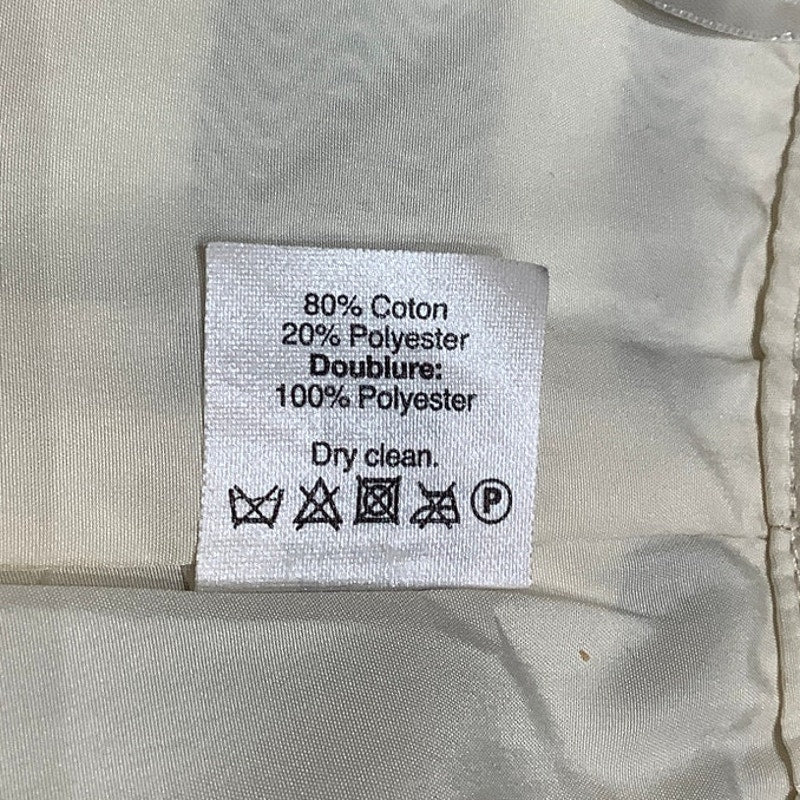 80% Coton
20% Polyester
Doublure:
100% Polyester
Dry clean.
P